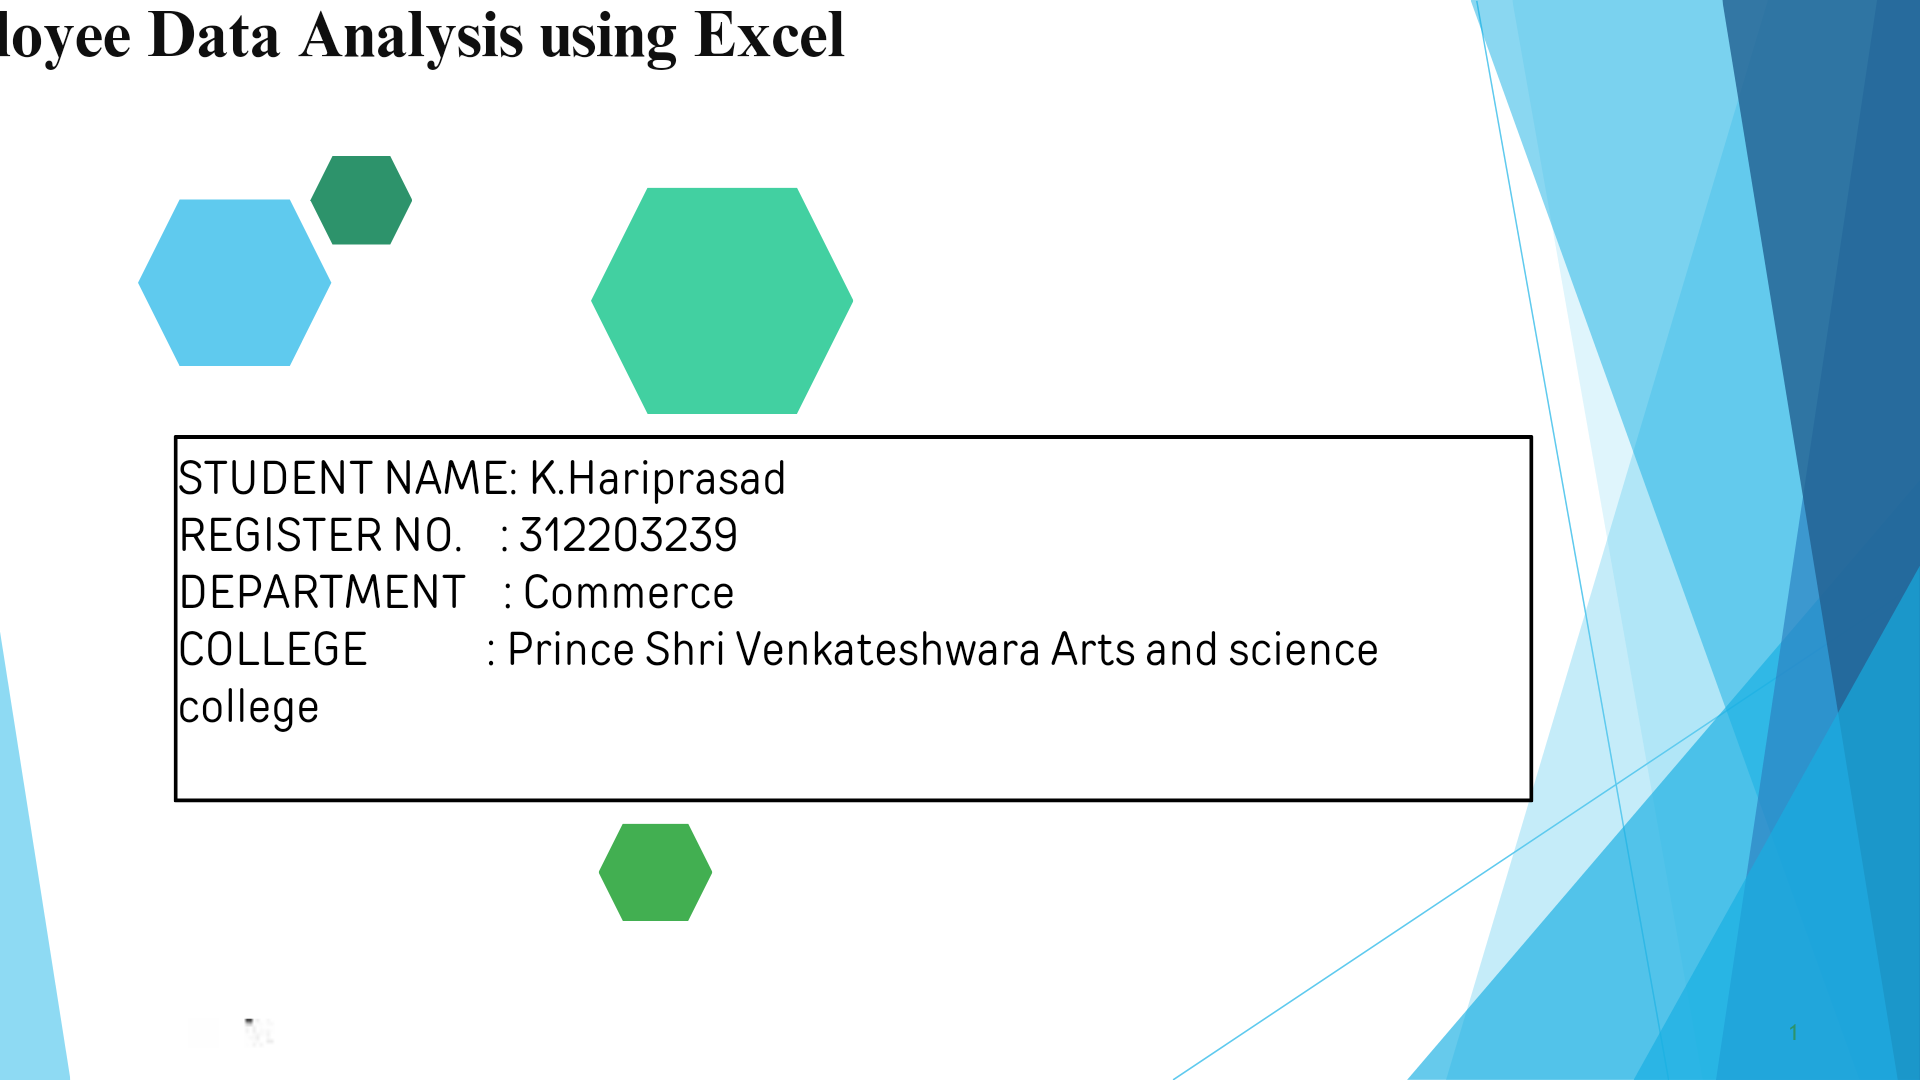 loyee Data Analysis using Excel
STUDENT NAME: K.Hariprasad
REGISTER NO. : 312203239
DEPARTMENT : Commerce
COLLEGE : Prince Shri Venkateshwara Arts and science
college
1